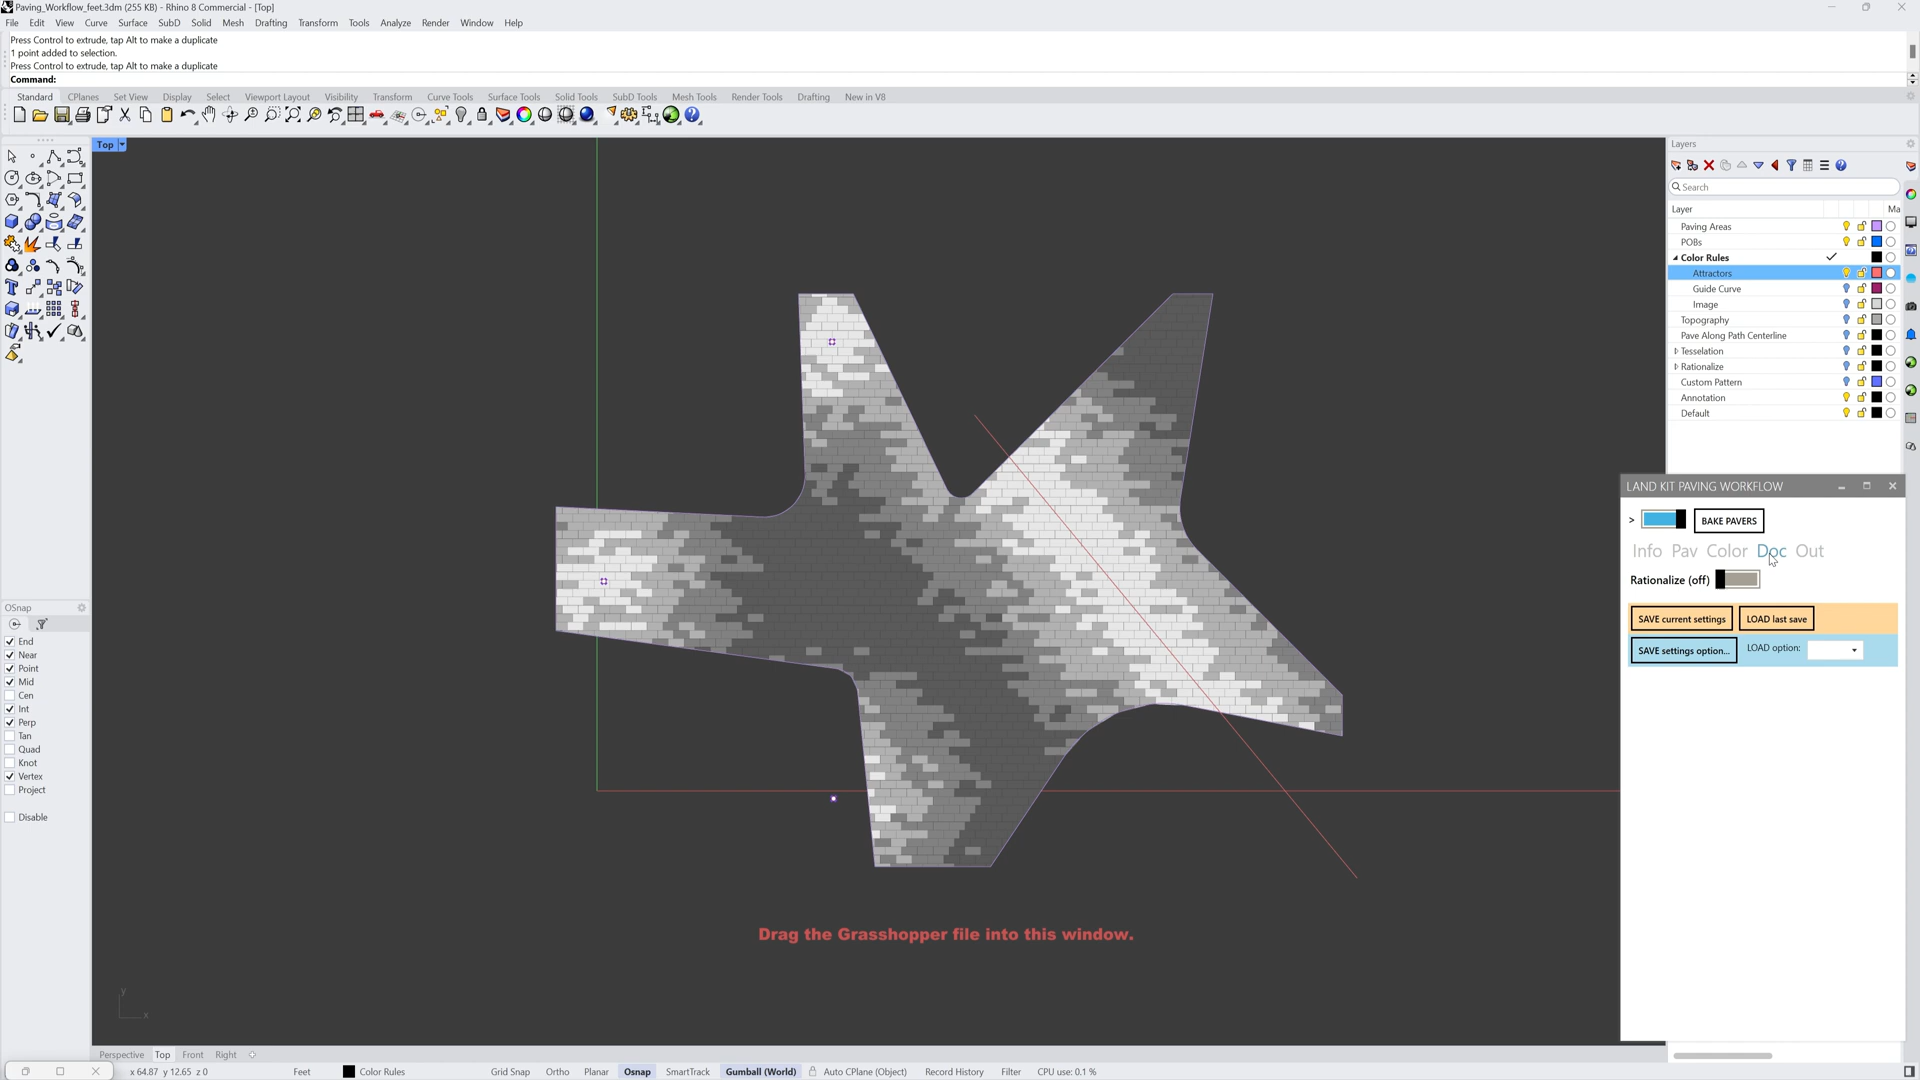 Paving_Workflow_feet.3dm (255 KB) - Rhino 8 Commercial - [Top]
File Edit View Curve Surface SubD Solid Mesh Drafting Transform Tools Analyze Render Window Help
Press Control to extrude, tap Alt to make a duplicate
1 point added to selection.
Press Control to extrude, tap Alt to make a duplicate
Command:
Standard CPlanes Set View Display Select Viewport Layout Visibility Transform Curve Tools Surface Tools Solid Tools SubD Tools Mesh Tools Render Tools Drafting New in V8
Top
Layers
Search
Layer Ma
Paving Areas
POBs
Color Rules
Attractors
Guide Curve
Image
Topography
Pave Along Path Centerline
Tesselation
Rationalize
Custom Pattern
Annotation
Default
LAND KIT PAVING WORKFLOW
> BAKE PAVERS
Info Pav Color Doc Out
Rationalize (off)
SAVE current settings LOAD last save
SAVE settings option... LOAD option:
OSnap
End
Near
Point
Mid
Cen
Int
Perp
Tan
Quad
Knot
Vertex
Project
Disable
Drag the Grasshopper file into this window.
y
x
Perspective Top Front Right
x 64.87 y 12.65 z 0 Feet Color Rules Grid Snap Ortho Planar Osnap SmartTrack Gumball (World) Auto CPlane (Object) Record History Filter CPU use: 0.1 %